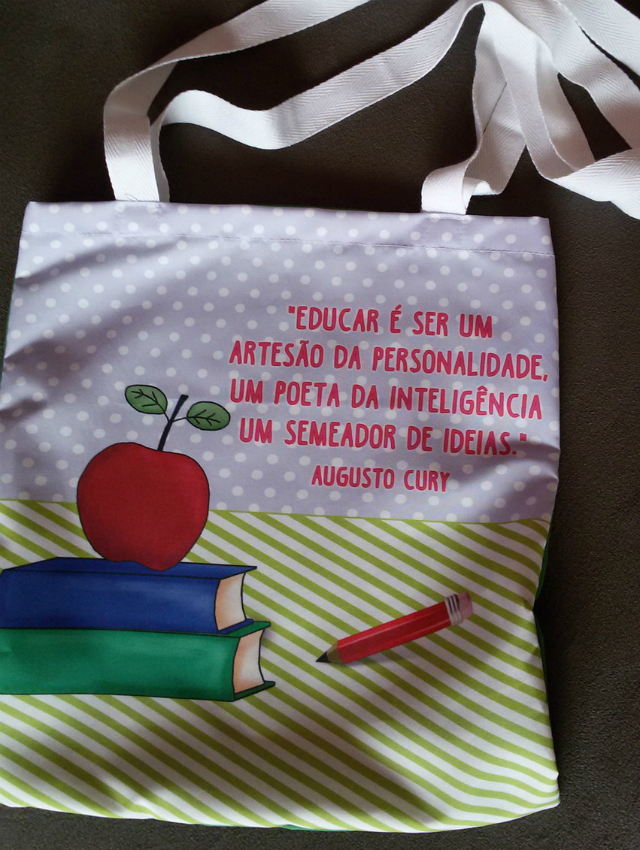 "EDUCAR É SER UM
ARTESÃO DA PERSONALIDADE,
UM POETA DA INTELIGÊNCIA
UM SEMEADOR DE IDEIAS."
AUGUSTO CURY